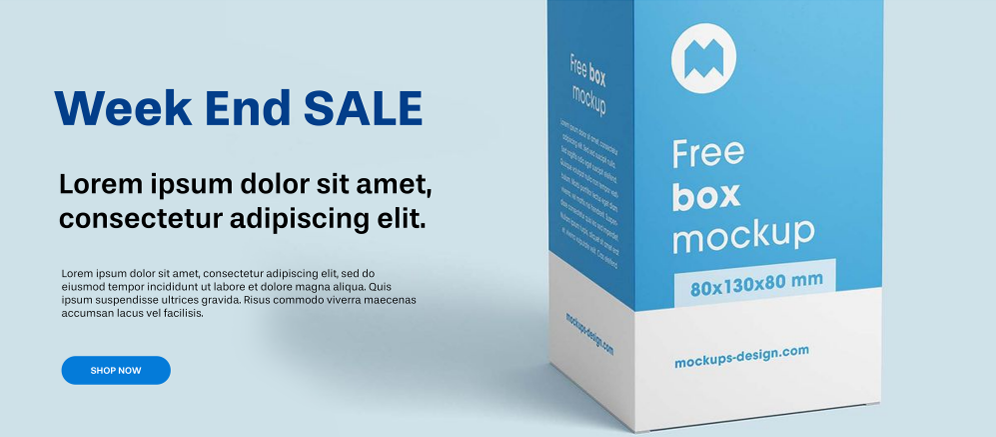 Week End SALE
Lorem ipsum dolor sit amet,
consectetur adipiscing elit.
Lorem ipsum dolor sit amet, consectetur adipiscing elit, sed do
eiusmod tempor incididunt ut labore et dolore magna aliqua. Quis
ipsum suspendisse ultrices gravida. Risus commodo viverra maecenas
accumsan lacus vel facilisis.
SHOP NOW
Free box
mockup
mockups-design.com
Free
box
mockup
80x130x80 mm
mockups-design.com